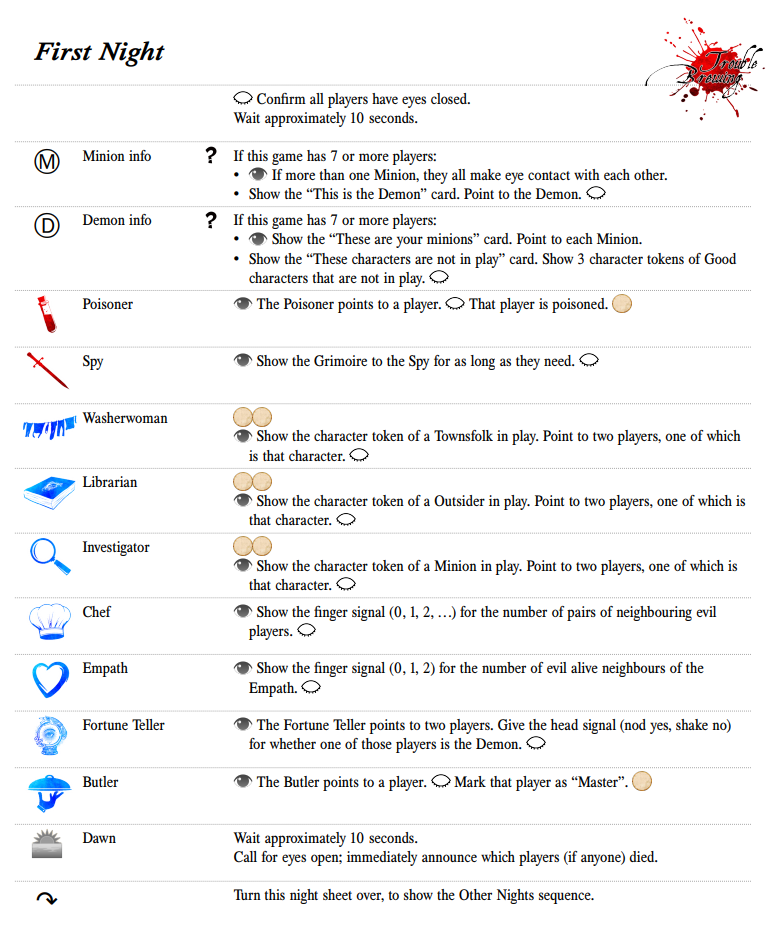 First Night
Trouble
Brewing
Confirm all players have eyes closed.
Wait approximately 10 seconds.
M Minion info ? If this game has 7 or more players:
• If more than one Minion, they all make eye contact with each other.
• Show the “This is the Demon” card. Point to the Demon.
D Demon info ? If this game has 7 or more players:
• Show the “These are your minions” card. Point to each Minion.
• Show the “These characters are not in play” card. Show 3 character tokens of Good
characters that are not in play.
Poisoner The Poisoner points to a player. That player is poisoned.
Spy Show the Grimoire to the Spy for as long as they need.
Washerwoman
Show the character token of a Townsfolk in play. Point to two players, one of which
is that character.
Librarian
Show the character token of a Outsider in play. Point to two players, one of which is
that character.
Investigator
Show the character token of a Minion in play. Point to two players, one of which is
that character.
Chef Show the finger signal (0, 1, 2, …) for the number of pairs of neighbouring evil
players.
Empath Show the finger signal (0, 1, 2) for the number of evil alive neighbours of the
Empath.
Fortune Teller The Fortune Teller points to two players. Give the head signal (nod yes, shake no)
for whether one of those players is the Demon.
Butler The Butler points to a player. Mark that player as “Master”.
Dawn Wait approximately 10 seconds.
Call for eyes open; immediately announce which players (if anyone) died.
Turn this night sheet over, to show the Other Nights sequence.